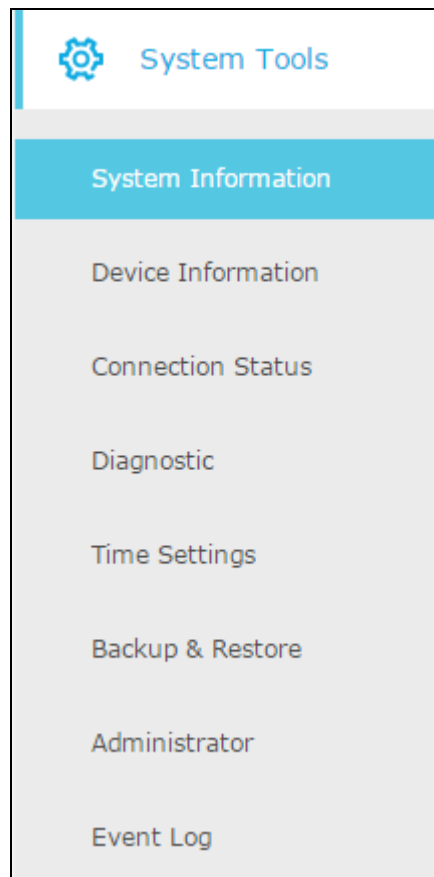 System Tools
System Information
Device Information
Connection Status
Diagnostic
Time Settings
Backup & Restore
Administrator
Event Log